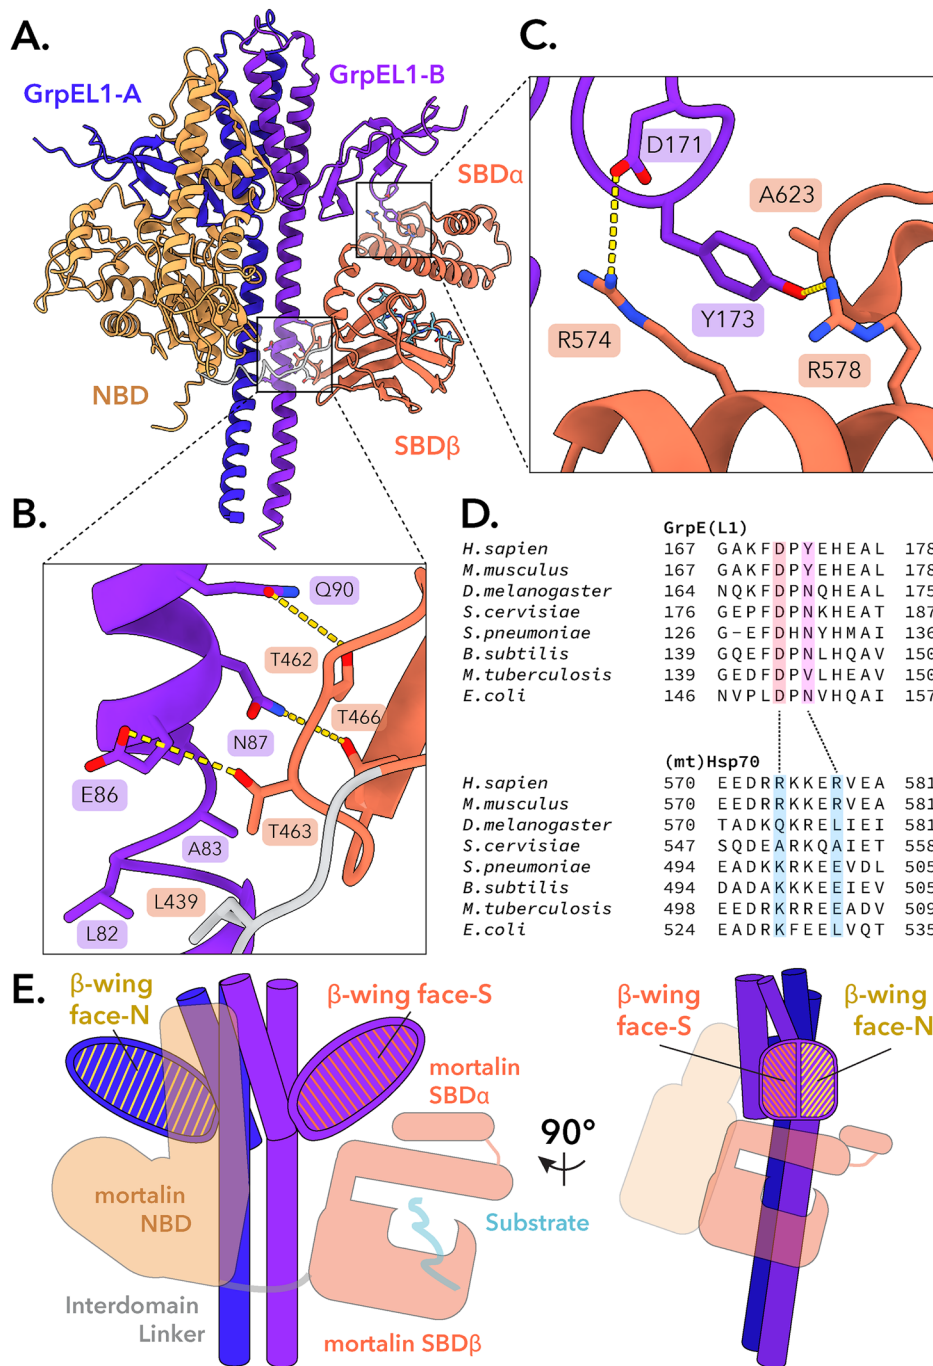 A.
GrpEL1-A
GrpEL1-B
SBDα
NBD
SBDβ
C.
D171
A623
Y173
R574
R578
B.
Q90
T462
T466
N87
E86
T463
A83
L439
L82
D.
GrpE(L1)
H.sapien 167 GAKFDPYEHEAL 178
M.musculus 167 GAKFDPYEHEAL 178
D.melanogaster 164 NQKFDPNQHEAL 175
S.cervisiae 176 GEPFDPNKHEAT 187
S.pneumoniae 126 G-EFDHNYHMAI 136
B.subtilis 139 GQEFDPNLHQAV 150
M.tuberculosis 139 GEDFDPVLHEAV 150
E.coli 146 NVPLDPNVHQAI 157
(mt)Hsp70
H.sapien 570 EEDRRKKERVEA 581
M.musculus 570 EEDRRKKERVEA 581
D.melanogaster 570 TADKQKRELIEI 581
S.cervisiae 547 SQDEARKQAIET 558
S.pneumoniae 494 EADKKRKEEVDL 505
B.subtilis 494 DADAKKKEEIEV 505
M.tuberculosis 498 EEDRKRREEADV 509
E.coli 524 EADRKFEELVQT 535
E.
β-wing
face-N
β-wing face-S
mortalin
SBDα
mortalin
NBD
Substrate
Interdomain
Linker
mortalin SBDβ
90°
β-wing
face-S
β-wing
face-N